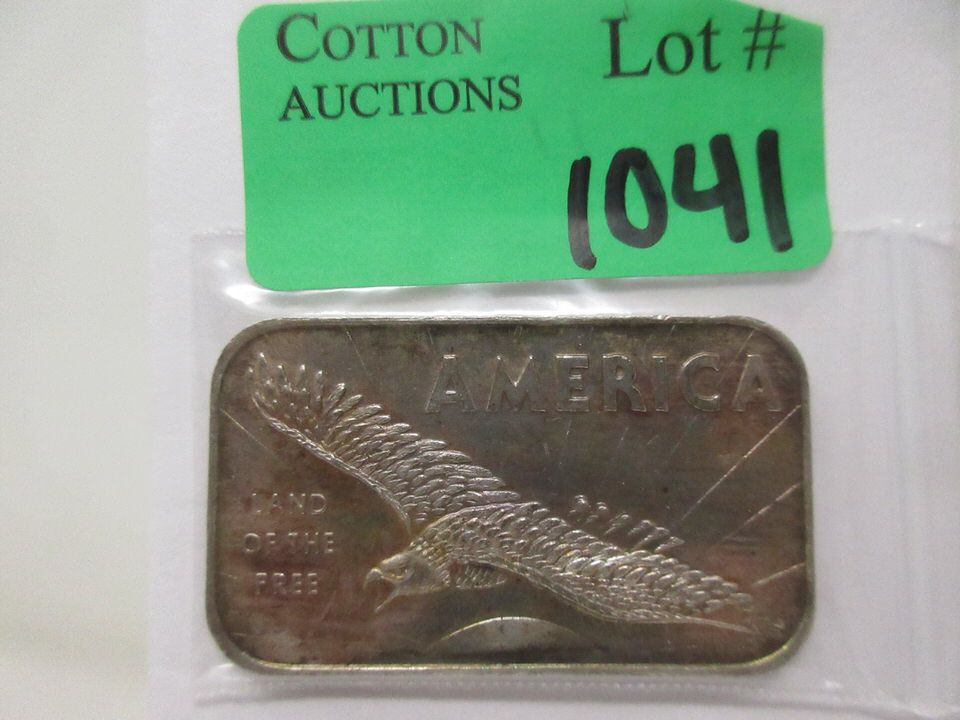 COTTON
AUCTIONS
Lot #
1041
AMERICA
LAND
OF THE
FREE